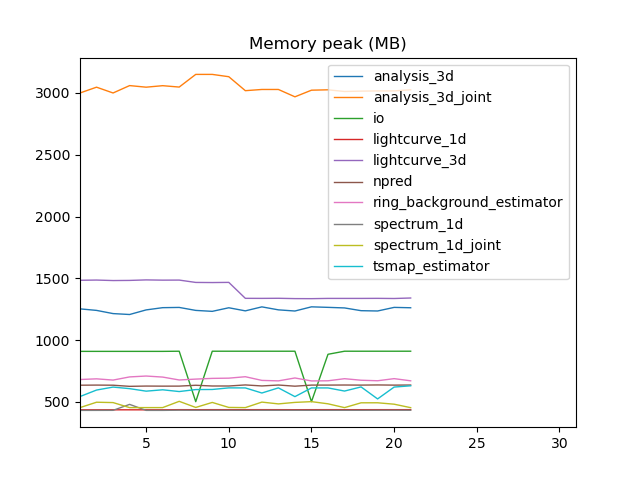 Memory peak (MB)
3000
2500
2000
1500
1000
500
analysis_3d
analysis_3d_joint
io
lightcurve_1d
lightcurve_3d
npred
ring_background_estimator
spectrum_1d
spectrum_1d_joint
tsmap_estimator
5 10 15 20 25 30